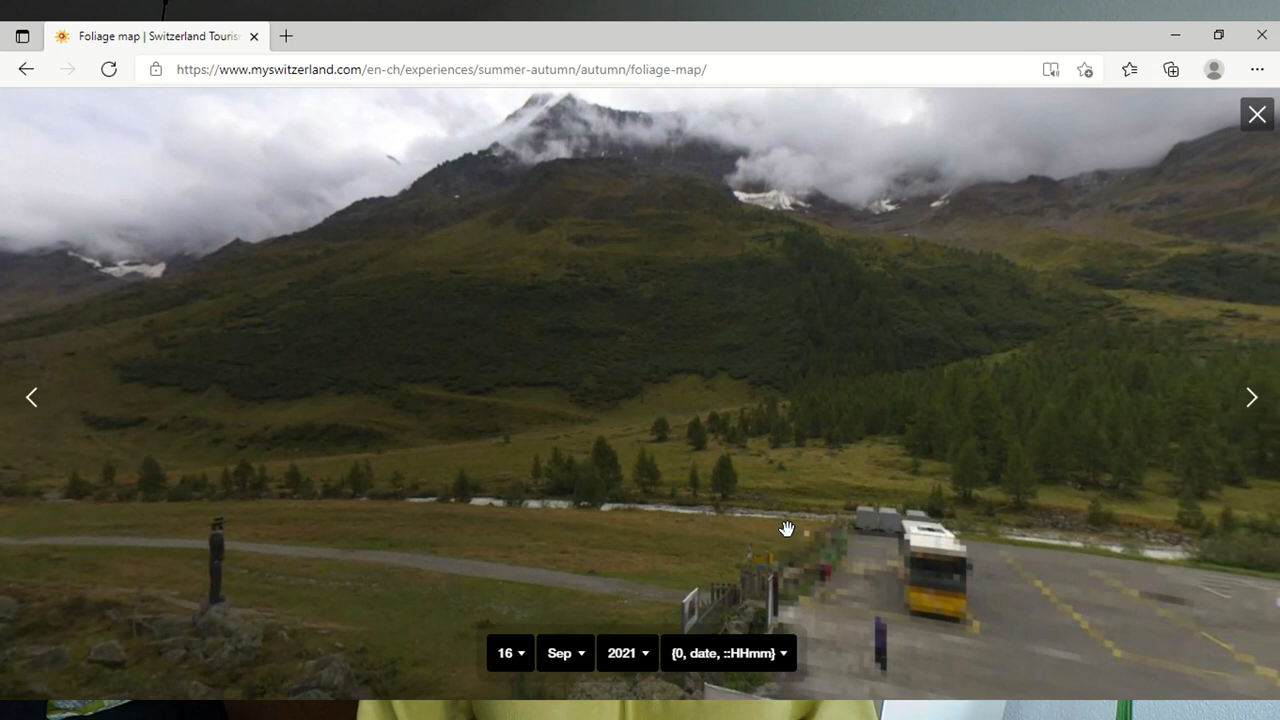 Foliage map | Switzerland Touris
https://www.myswitzerland.com/en-ch/experiences/summer-autumn/autumn/foliage-map/
16 Sep 2021 {0, date, ::HHmm}